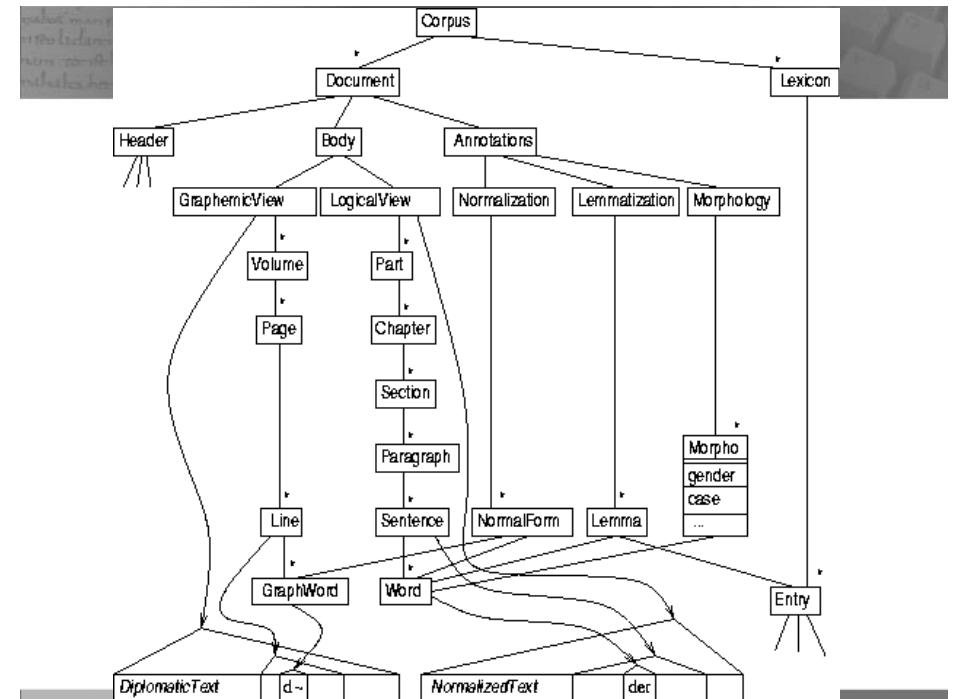 Corpus
Document Lexicon
Header Body Annotations
GraphemicView LogicalView Normalization Lemmatization Morphology
Volume Part
Page Chapter
Section
Morpho
Paragraph gender
case
Line Sentence NormalForm Lemma ...
GraphWord Word Entry
DiplomaticText d~ NormalizedText der